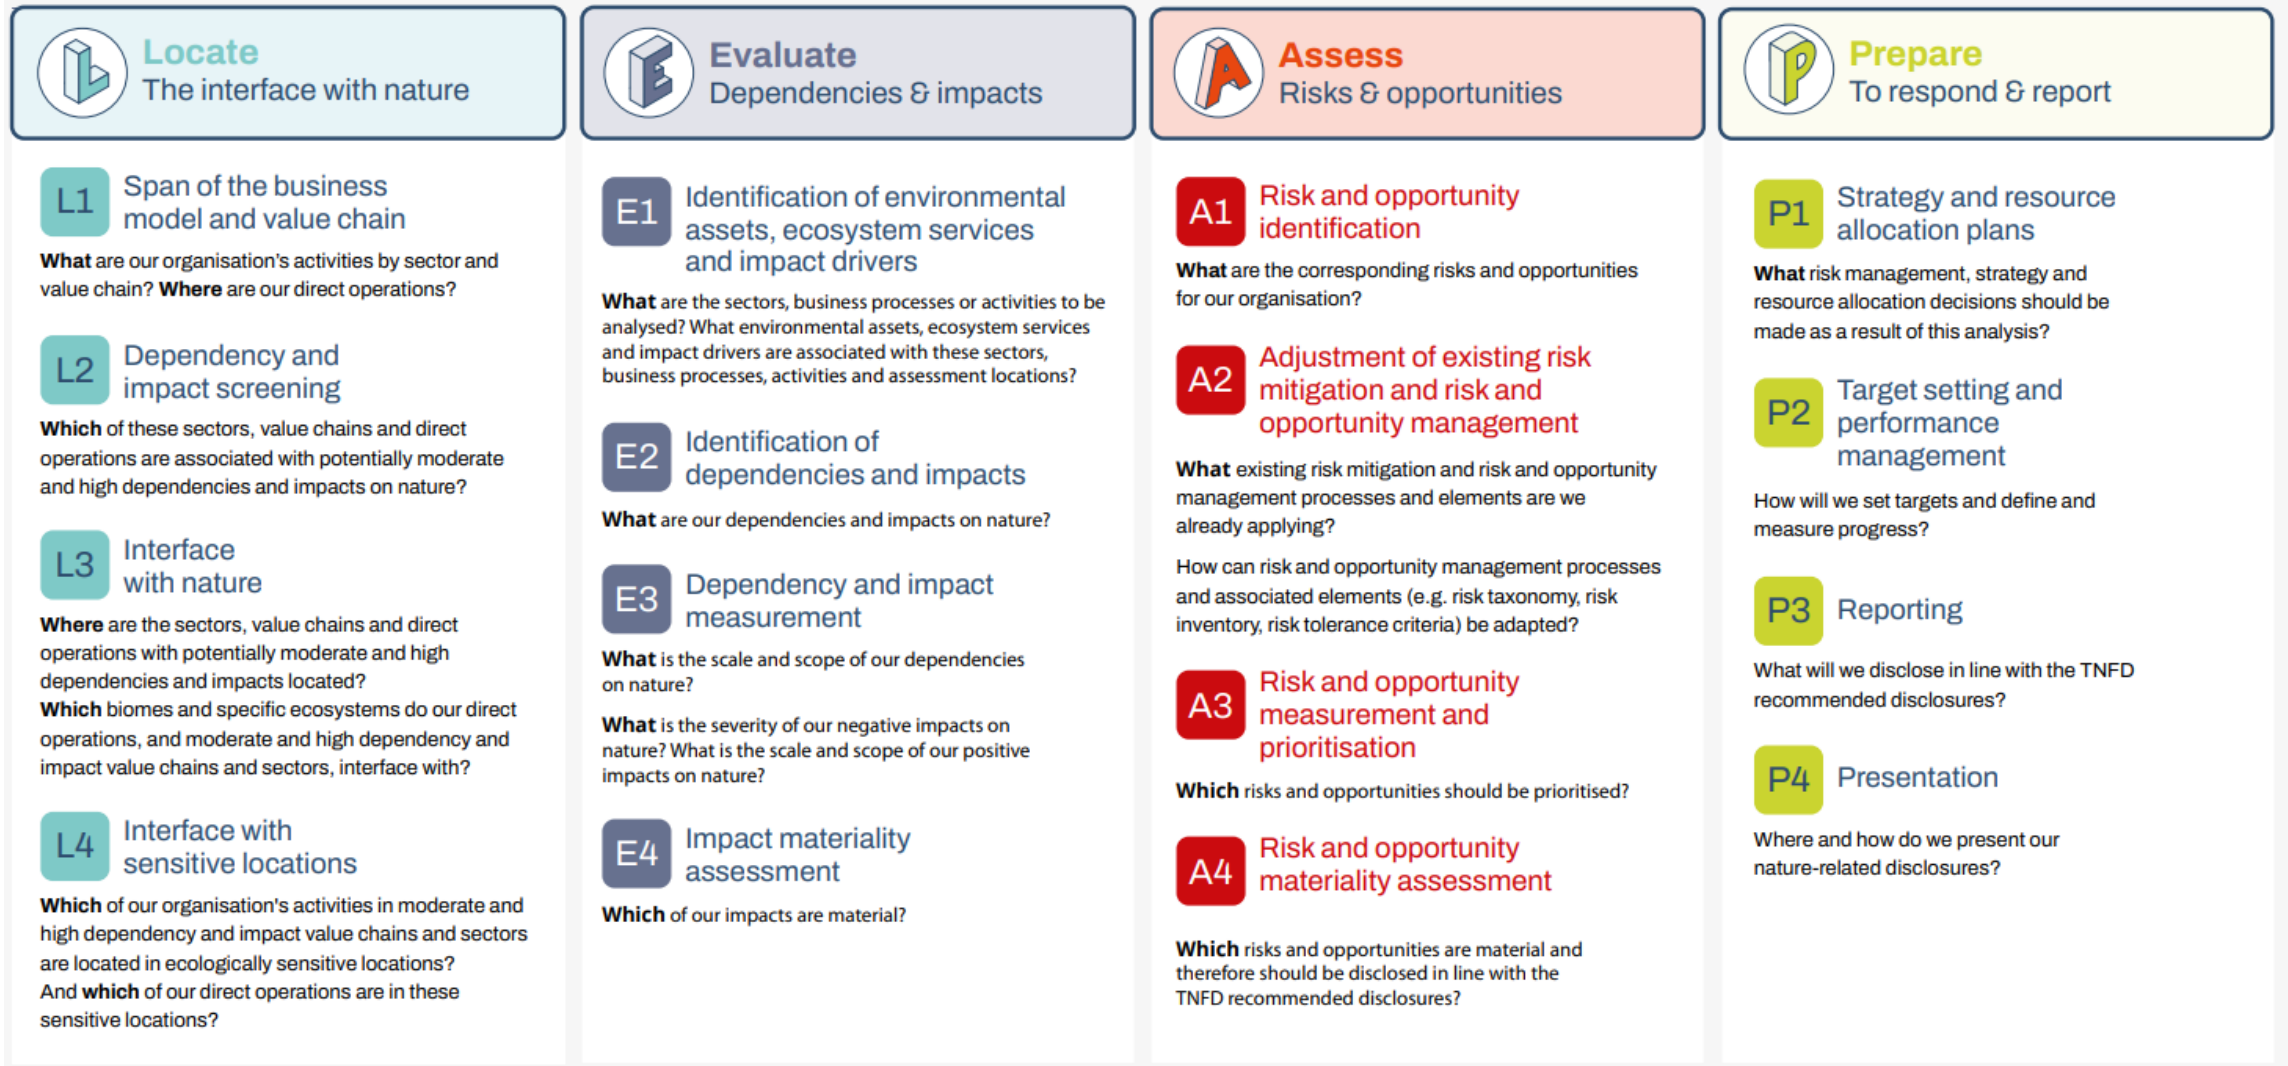 Locate
The interface with nature
L1
Span of the business
model and value chain
What are our organisation's activities by sector and
value chain? Where are our direct operations?
L2
Dependency and
impact screening
Which of these sectors, value chains and direct
operations are associated with potentially moderate
and high dependencies and impacts on nature?
L3
Interface
with nature
Where are the sectors, value chains and direct
operations with potentially moderate and high
dependencies and impacts located?
Which biomes and specific ecosystems do our direct
operations, and moderate and high dependency and
impact value chains and sectors, interface with?
L4
Interface with
sensitive locations
Which of our organisation's activities in moderate and
high dependency and impact value chains and sectors
are located in ecologically sensitive locations?
And which of our direct operations are in these
sensitive locations?
Evaluate
Dependencies & impacts
E1
Identification of environmental
assets, ecosystem services
and impact drivers
What are the sectors, business processes or activities to be
analysed? What environmental assets, ecosystem services
and impact drivers are associated with these sectors,
business processes, activities and assessment locations?
E2
Identification of
dependencies and impacts
What are our dependencies and impacts on nature?
E3
Dependency and impact
measurement
What is the scale and scope of our dependencies
on nature?
What is the severity of our negative impacts on
nature? What is the scale and scope of our positive
impacts on nature?
E4
Impact materiality
assessment
Which of our impacts are material?
Assess
Risks & opportunities
A1
Risk and opportunity
identification
What are the corresponding risks and opportunities
for our organisation?
A2
Adjustment of existing risk
mitigation and risk and
opportunity management
What existing risk mitigation and risk and opportunity
management processes and elements are we
already applying?
How can risk and opportunity management processes
and associated elements (e.g. risk taxonomy, risk
inventory, risk tolerance criteria) be adapted?
A3
Risk and opportunity
measurement and
prioritisation
Which risks and opportunities should be prioritised?
A4
Risk and opportunity
materiality assessment
Which risks and opportunities are material and
therefore should be disclosed in line with the
TNFD recommended disclosures?
Prepare
To respond & report
P1
Strategy and resource
allocation plans
What risk management, strategy and
resource allocation decisions should be
made as a result of this analysis?
P2
Target setting and
performance
management
How will we set targets and define and
measure progress?
P3
Reporting
What will we disclose in line with the TNFD
recommended disclosures?
P4
Presentation
Where and how do we present our
nature-related disclosures?